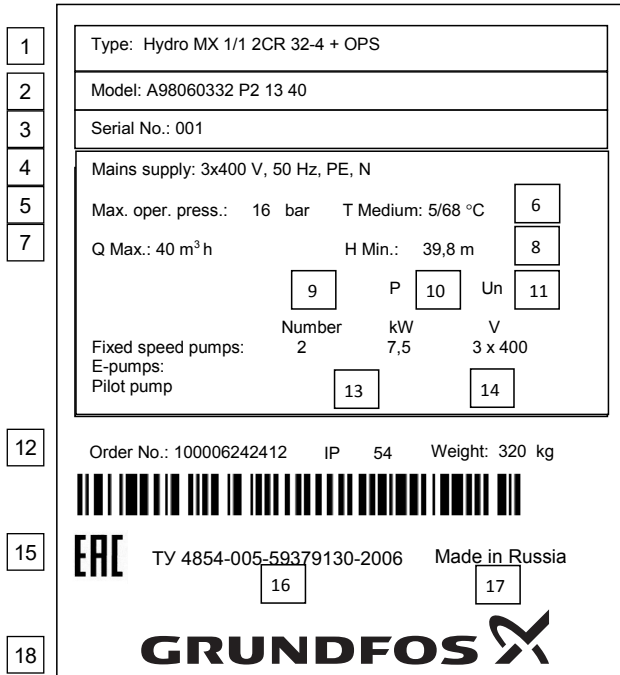 1 Type: Hydro MX 1/1 2CR 32-4 + OPS
2 Model: A98060332 P2 13 40
3 Serial No.: 001
4 Mains supply: 3x400 V, 50 Hz, PE, N
5 Max. oper. press.: 16 bar T Medium: 5/68 °C 6
7 Q Max.: 40 m³ h H Min.: 39,8 m 8
9 P 10 Un 11
Number kW V
Fixed speed pumps: 2 7,5 3 x 400
E-pumps:
Pilot pump 13 14
12 Order No.: 100006242412 IP 54 Weight: 320 kg
15 EAC ТУ 4854-005-59379130-2006 Made in Russia
16 17
18 GRUNDFOS